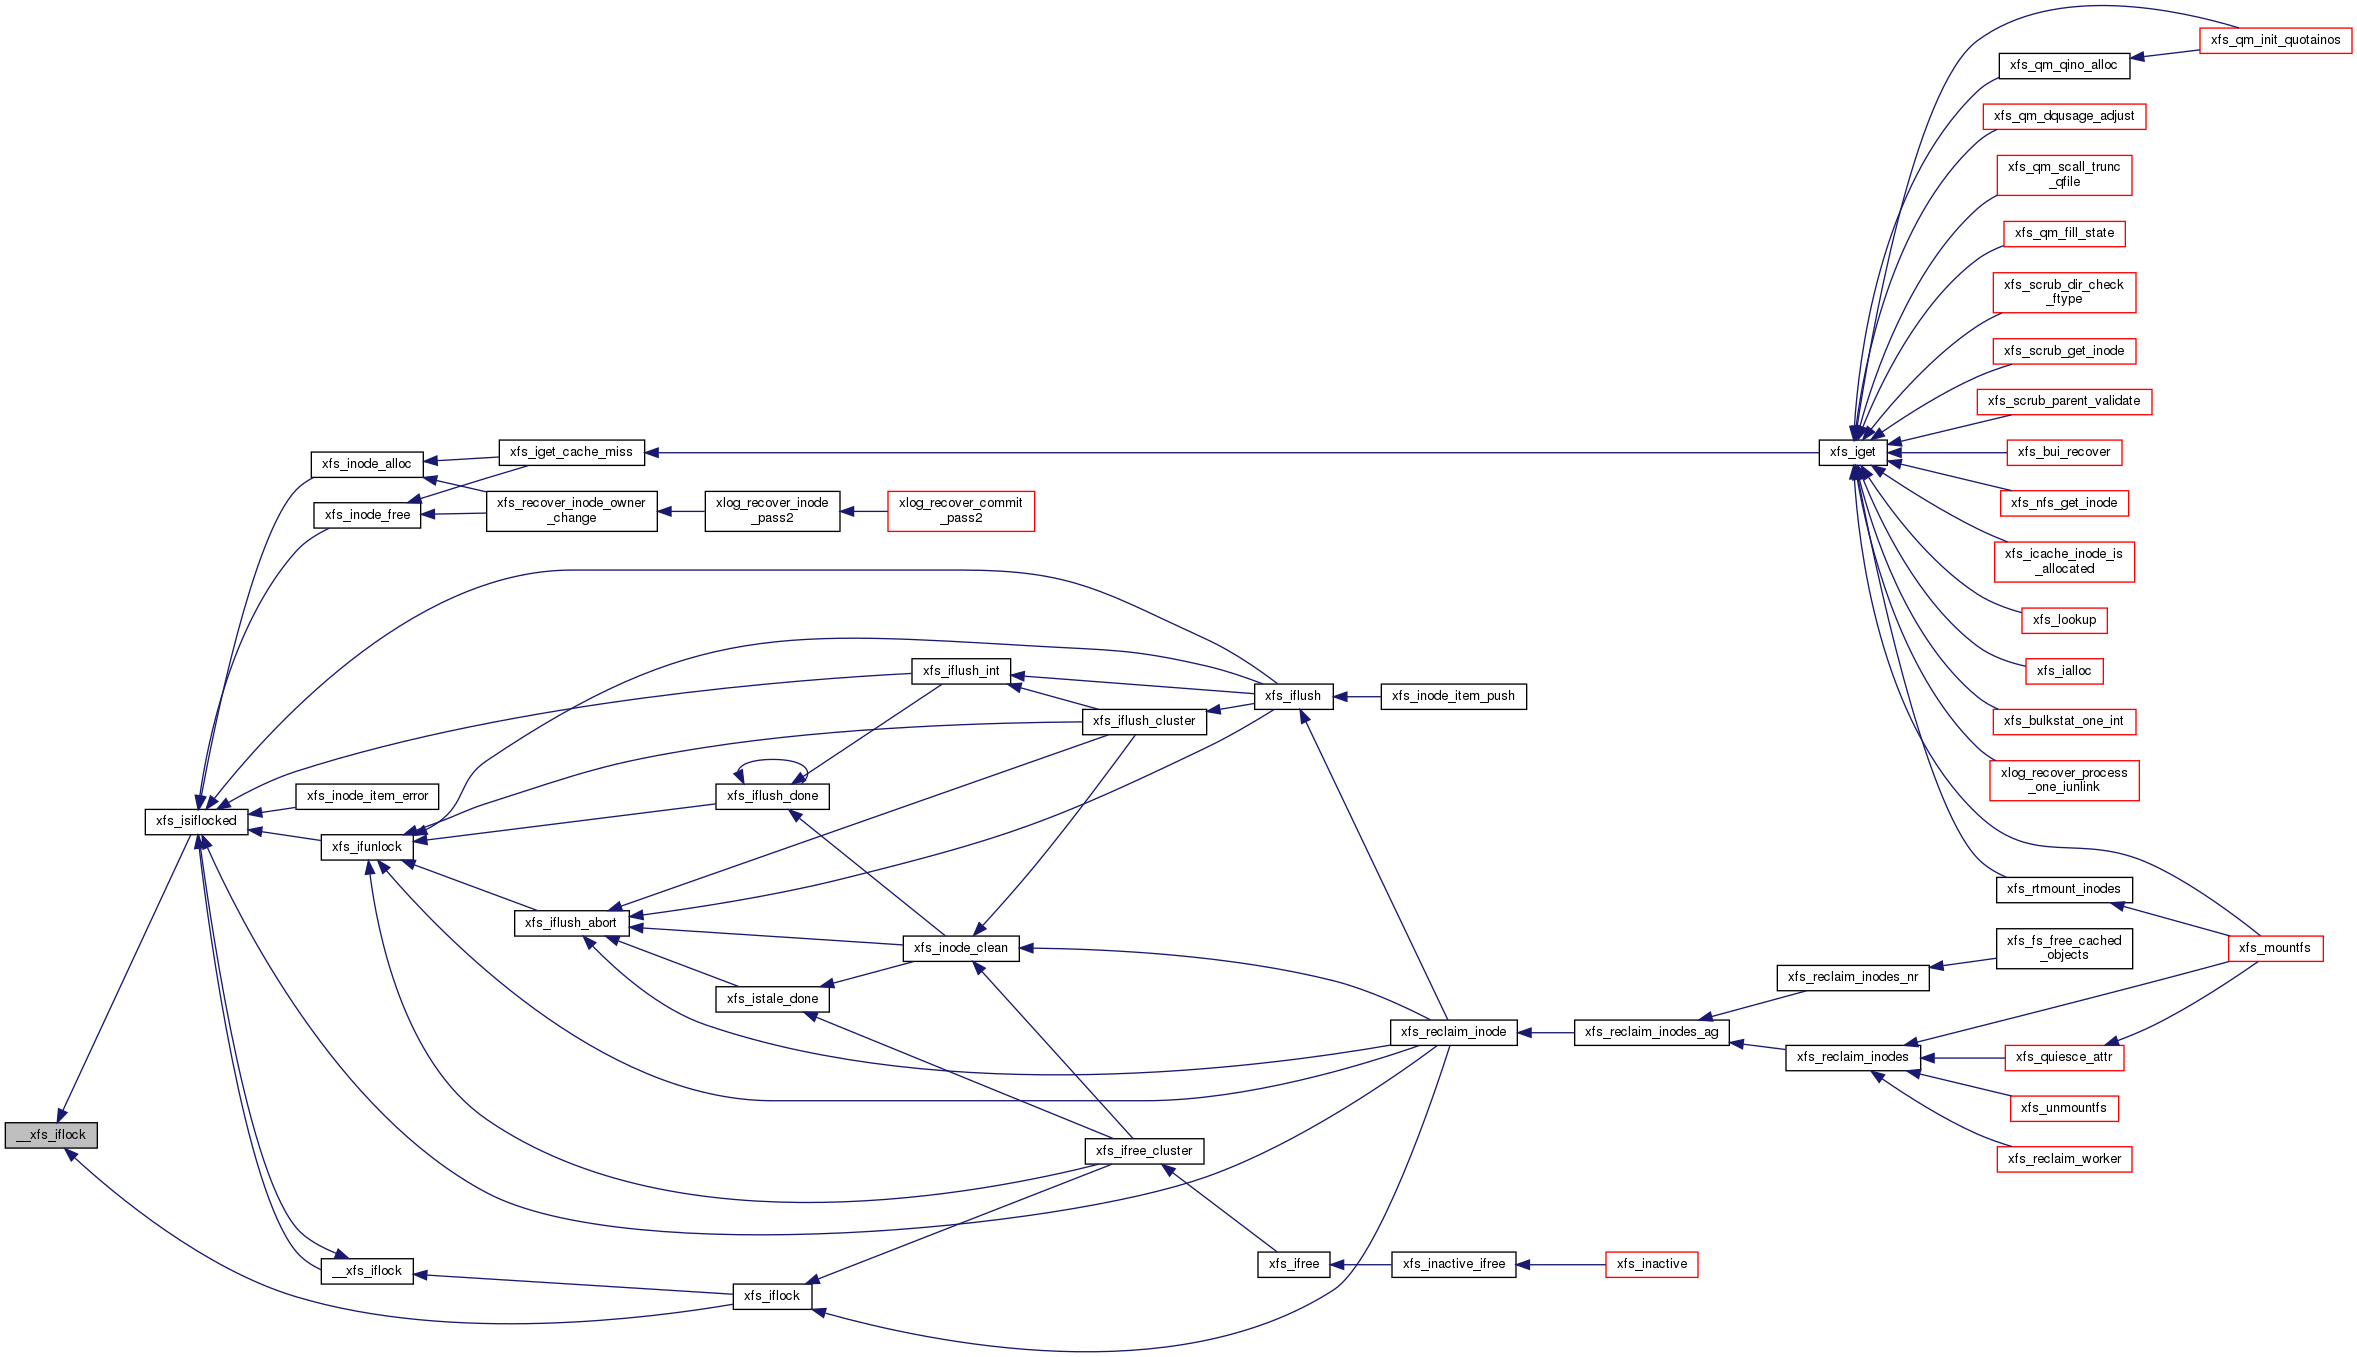 xfs_qm_init_quotainos
xfs_qm_qino_alloc
xfs_qm_dqusage_adjust
xfs_qm_scall_trunc
_qfile
xfs_qm_fill_state
xfs_scrub_dir_check
_ftype
xfs_scrub_get_inode
xfs_scrub_parent_validate
xfs_iget_cache_miss
xfs_iget
xfs_bui_recover
xfs_inode_alloc
xfs_inode_free
xfs_recover_inode_owner
_change
xlog_recover_inode
_pass2
xlog_recover_commit
_pass2
xfs_nfs_get_inode
xfs_icache_inode_is
_allocated
xfs_lookup
xfs_ialloc
xfs_iflush_int
xfs_iflush
xfs_inode_item_push
xfs_iflush_cluster
xfs_bulkstat_one_int
xlog_recover_process
_one_iunlink
xfs_iflush_done
xfs_inode_item_error
xfs_isiflocked
xfs_ifunlock
xfs_rtmount_inodes
xfs_iflush_abort
xfs_inode_clean
xfs_fs_free_cached
_objects
xfs_mountfs
xfs_reclaim_inodes_nr
xfs_istale_done
xfs_reclaim_inode
xfs_reclaim_inodes_ag
xfs_reclaim_inodes
xfs_quiesce_attr
xfs_unmountfs
__xfs_iflock
xfs_ifree_cluster
xfs_reclaim_worker
__xfs_iflock
xfs_ifree
xfs_inactive_ifree
xfs_inactive
xfs_iflock